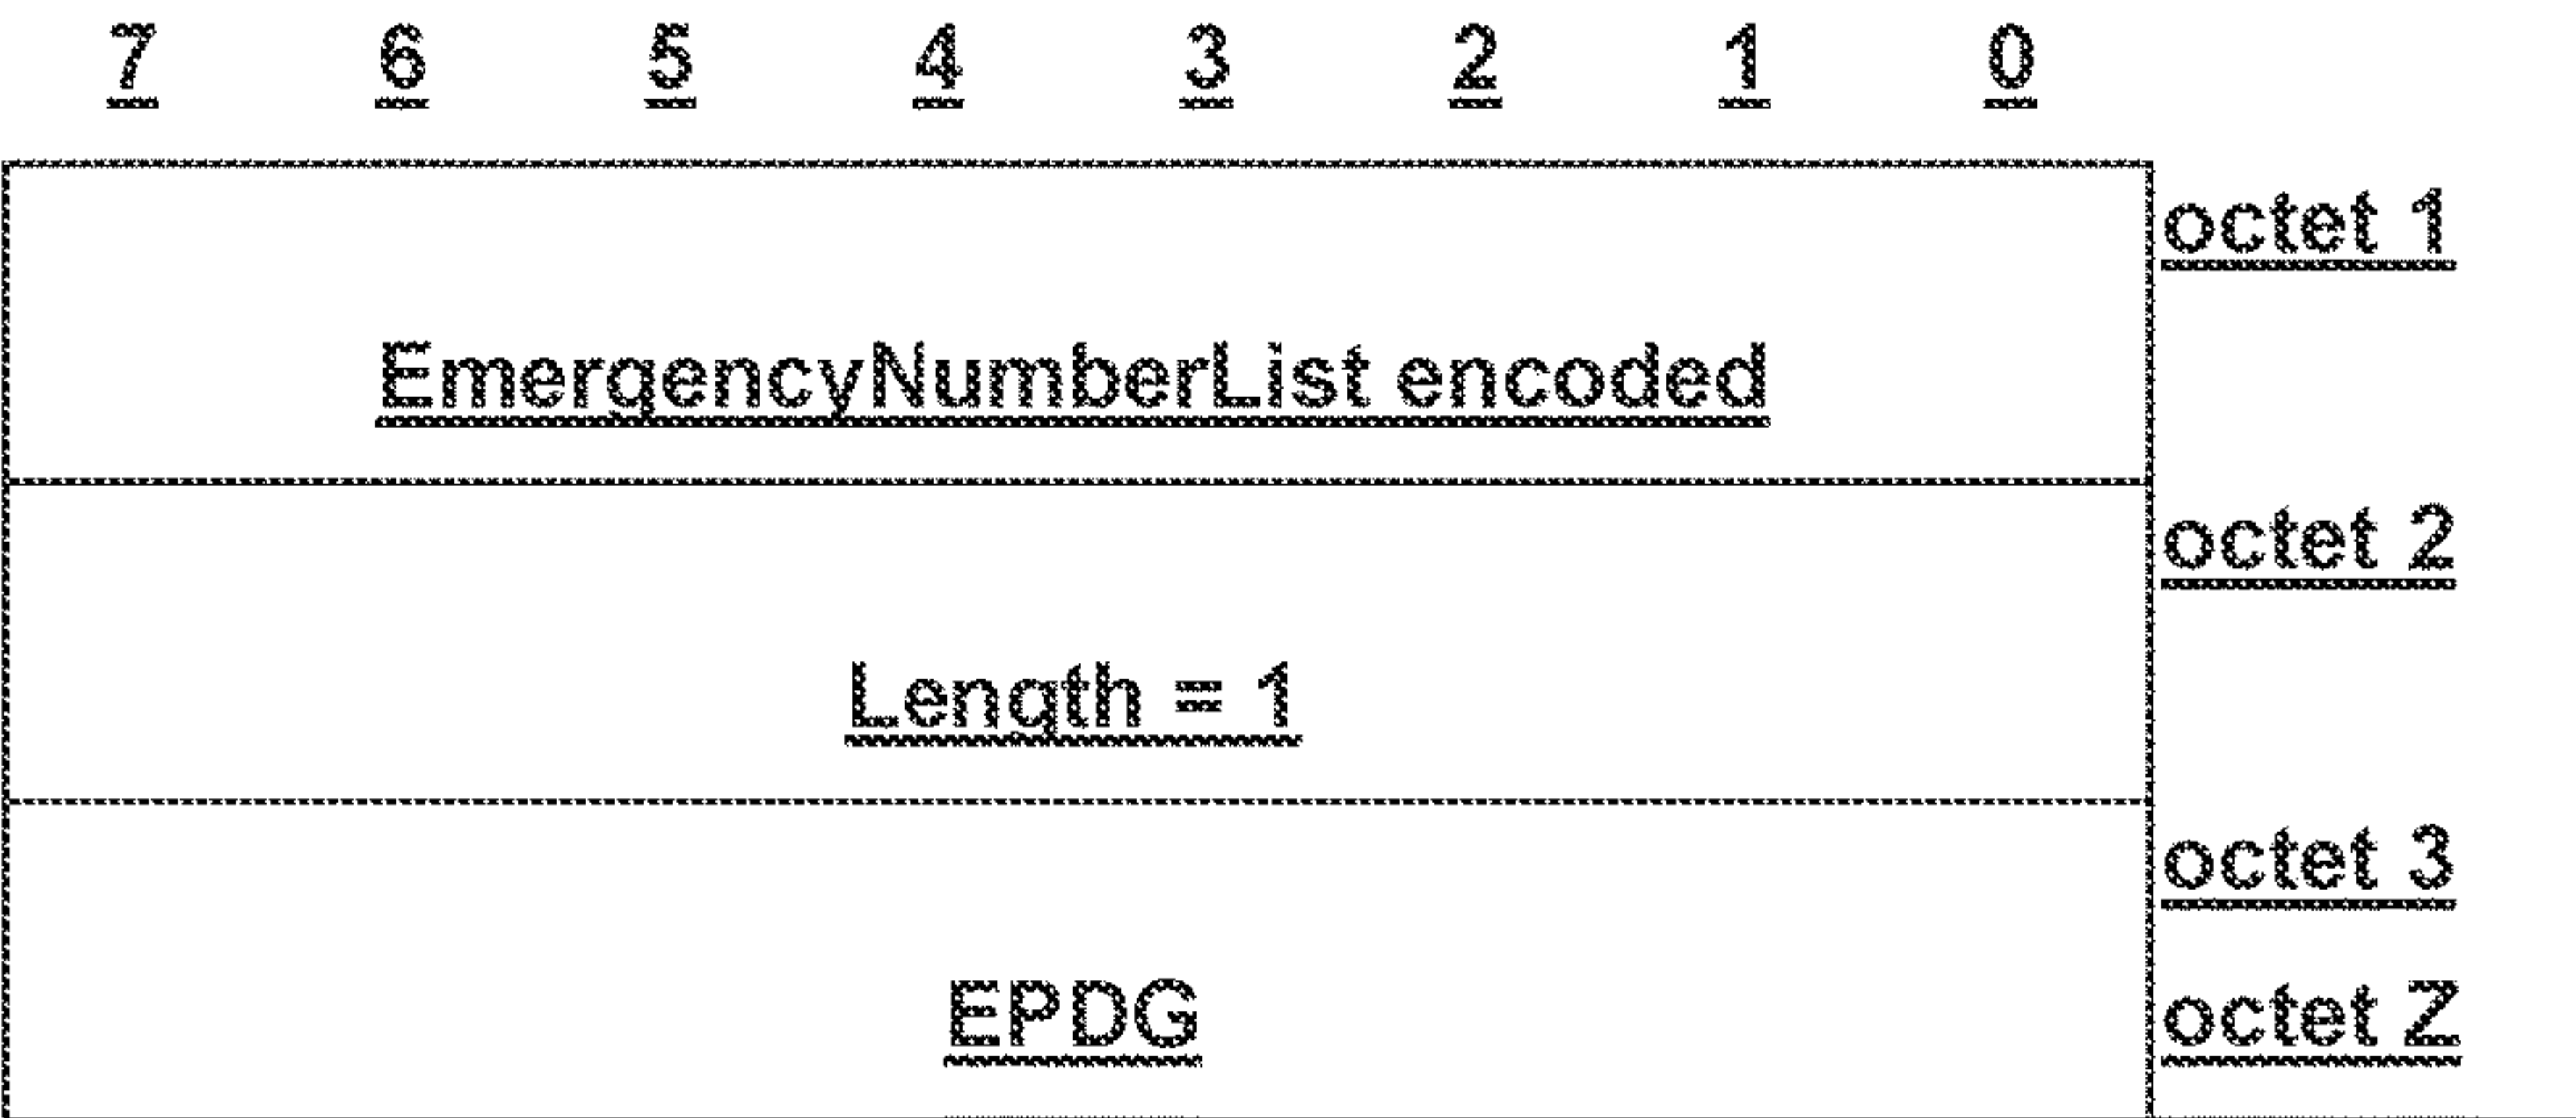 7 6 5 4 3 2 1 0
octet 1
EmergencyNumberList encoded
octet 2
Length = 1
octet 3
EPDG octet Z